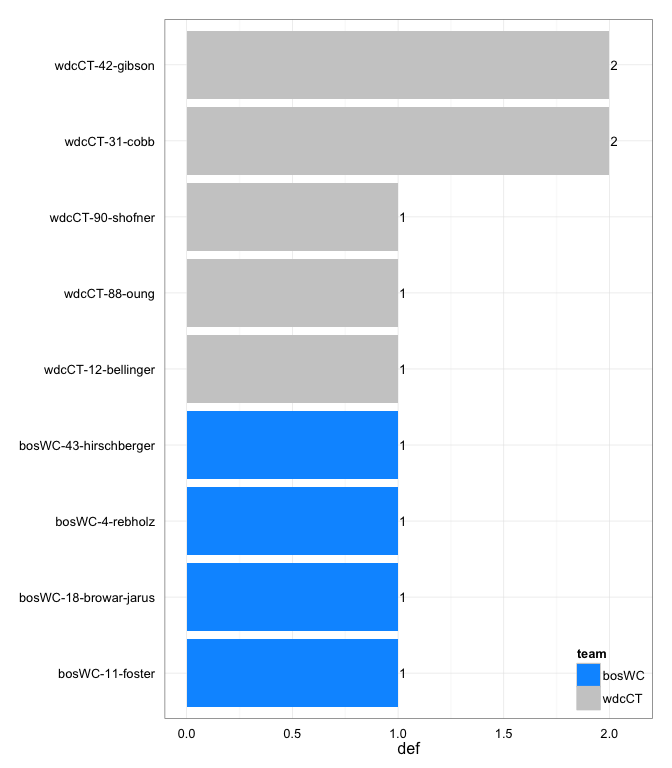 wdcCT-42-gibson 2
wdcCT-31-cobb 2
wdcCT-90-shofner 1
wdcCT-88-oung 1
wdcCT-12-bellinger 1
bosWC-43-hirschberger 1
bosWC-4-rebholz 1
bosWC-18-browar-jarus 1
bosWC-11-foster 1
team
bosWC
wdcCT
0.0 0.5 1.0 1.5 2.0
def